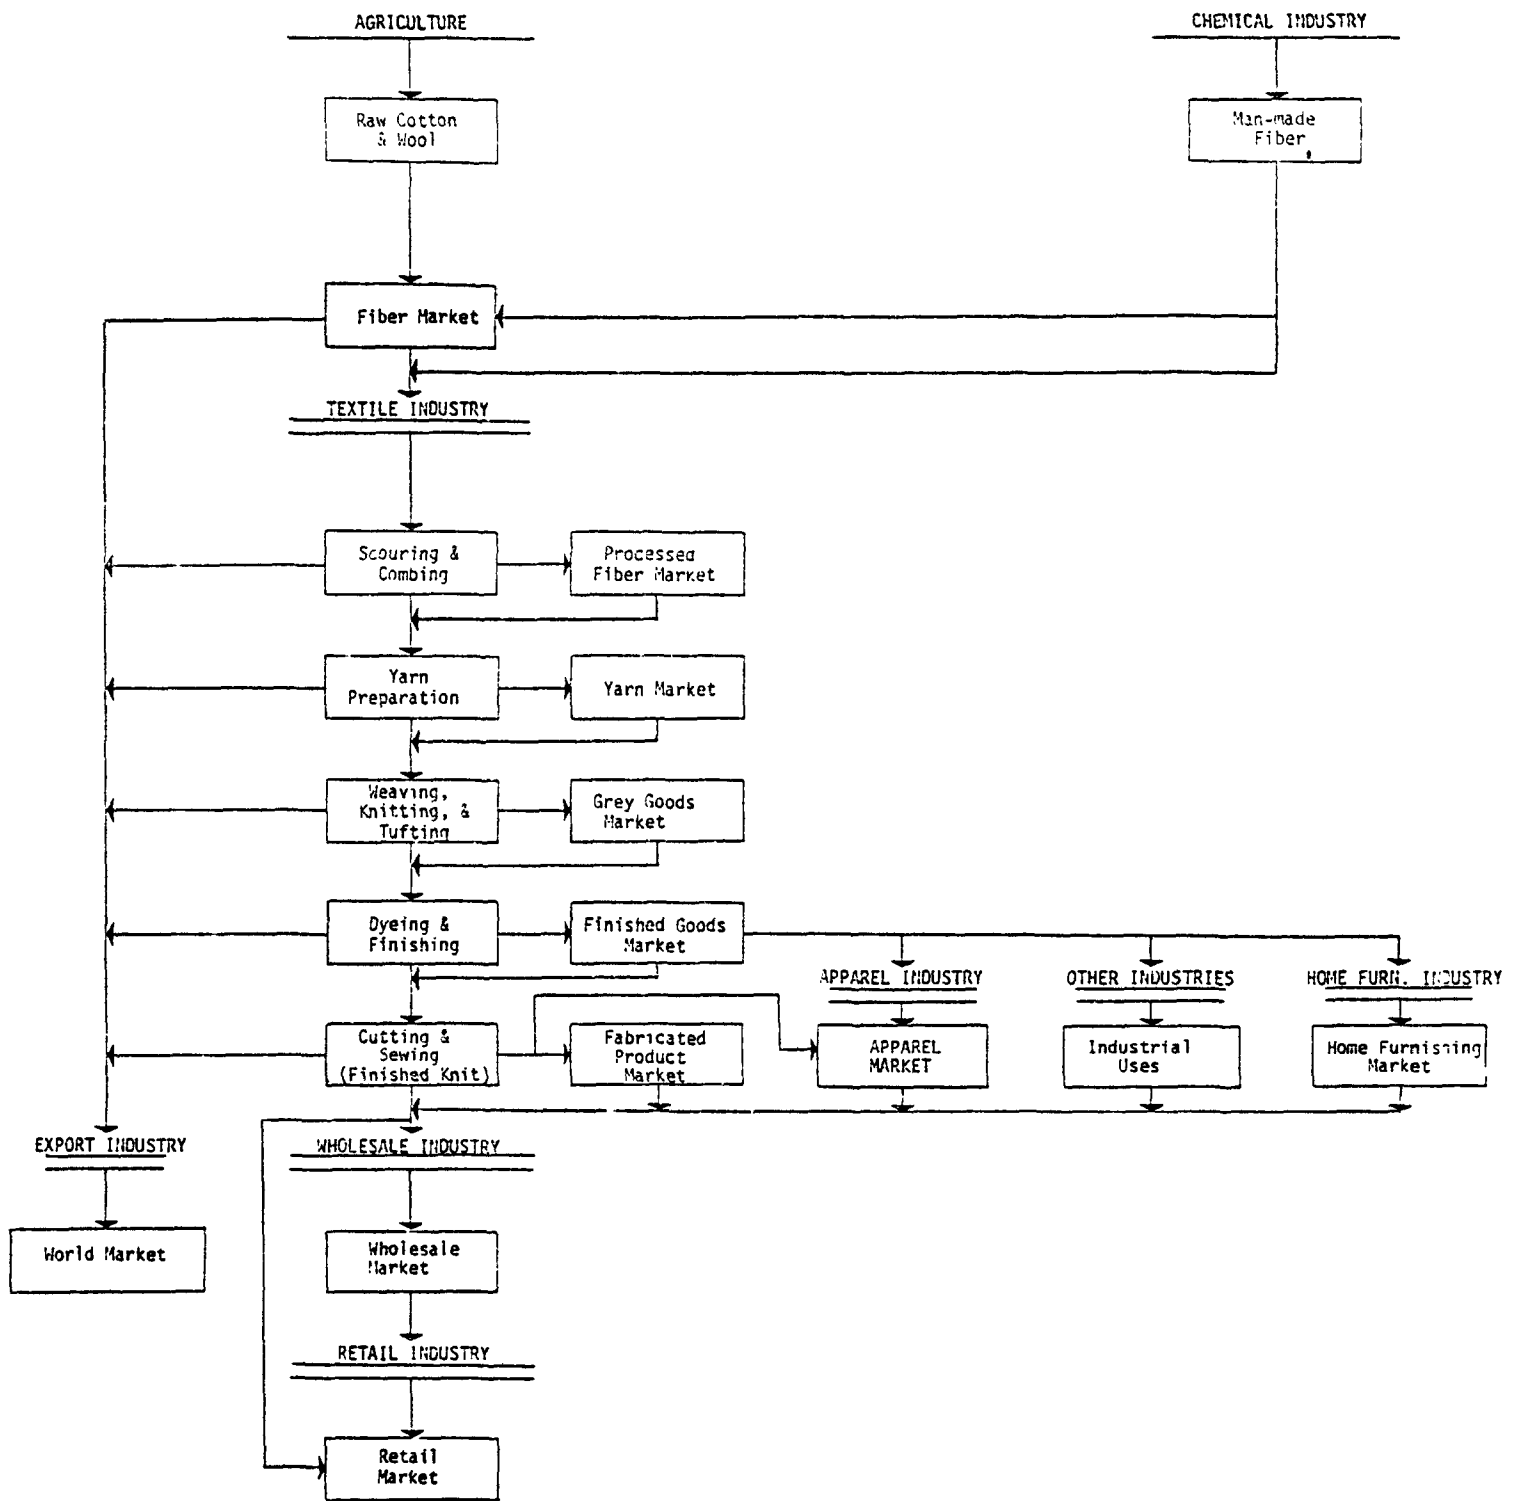 AGRICULTURE
CHEMICAL INDUSTRY
Raw Cotton
& Wool
Man-made
Fiber
Fiber Market
TEXTILE INDUSTRY
Scouring &
Combing
Processed
Fiber Market
Yarn
Preparation
Yarn Market
Weaving,
Knitting, &
Tufting
Grey Goods
Market
Dyeing &
Finishing
Finished Goods
Market
APPAREL INDUSTRY
OTHER INDUSTRIES
HOME FURN. INDUSTRY
Cutting &
Sewing
(Finished Knit)
Fabricated
Product
Market
APPAREL
MARKET
Industrial
Uses
Home Furnishing
Market
EXPORT INDUSTRY
WHOLESALE INDUSTRY
World Market
Wholesale
Market
RETAIL INDUSTRY
Retail
Market